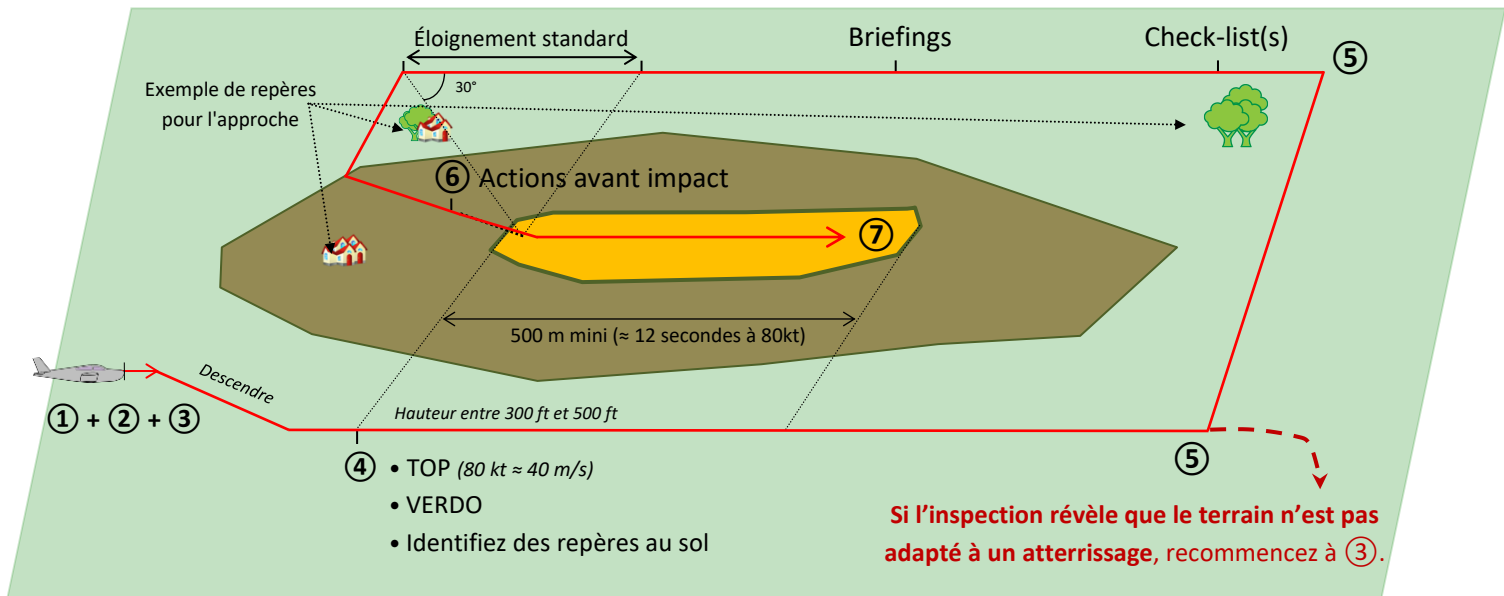 Éloignement standard
Briefings
Check-list(s)
⑤
Exemple de repères
pour l'approche
30°
⑥ Actions avant impact
⑦
500 m mini (≈ 12 secondes à 80kt)
Descendre
① + ② + ③
Hauteur entre 300 ft et 500 ft
④ • TOP (80 kt ≈ 40 m/s)
• VERDO
• Identifiez des repères au sol
⑤
Si l’inspection révèle que le terrain n’est pas
adapté à un atterrissage, recommencez à ③.